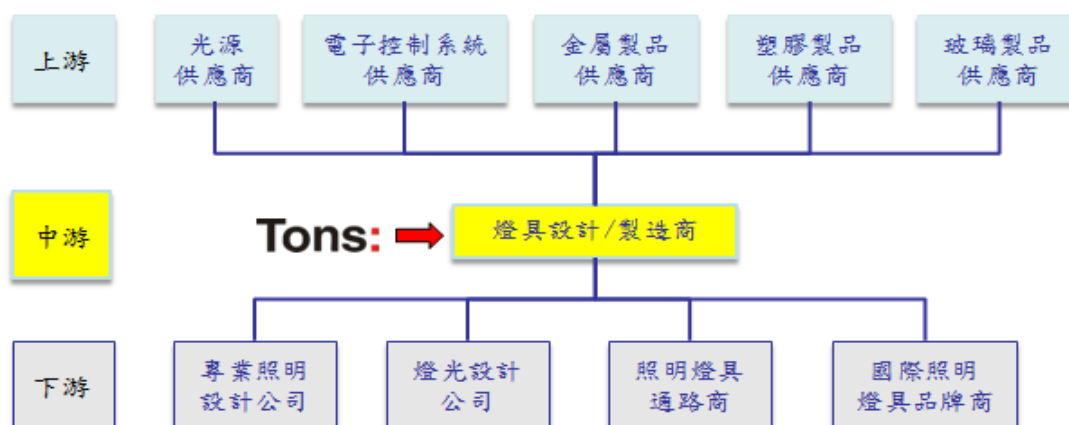 上游
光源
供應商
電子控制系統
供應商
金屬製品
供應商
塑膠製品
供應商
玻璃製品
供應商
中游
Tons:
燈具設計/製造商
下游
專業照明
設計公司
燈光設計
公司
照明燈具
通路商
國際照明
燈具品牌商